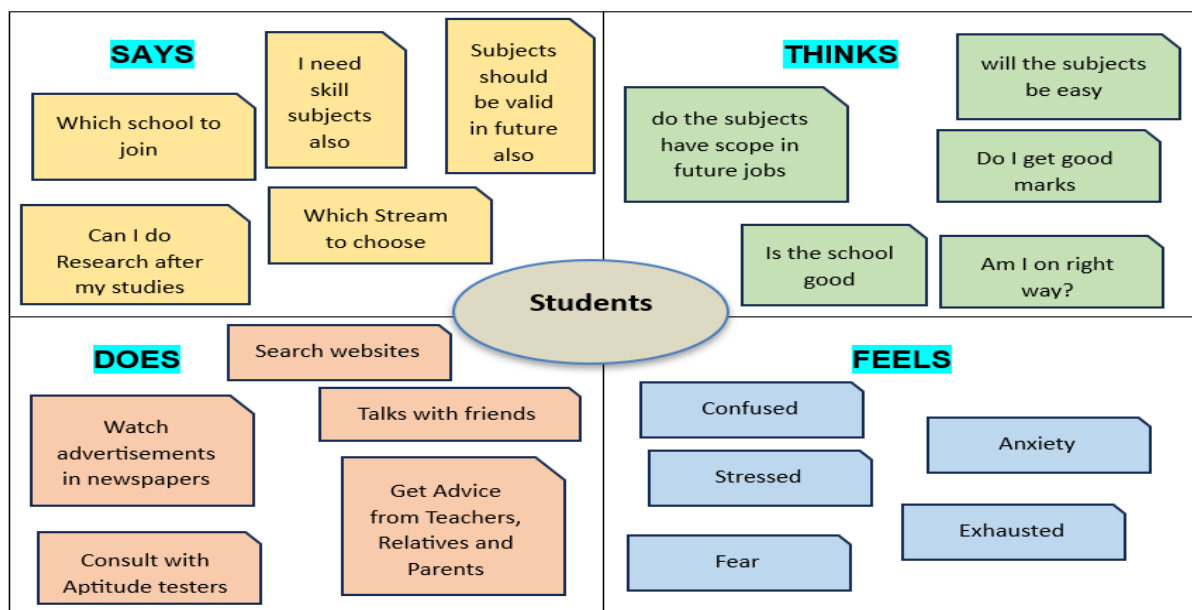 SAYS
Which school to
join
I need
skill
subjects
also
Subjects
should
be valid
in future
also
Can I do
Research after
my studies
Which Stream
to choose
THINKS
do the subjects
have scope in
future jobs
will the subjects
be easy
Do I get good
marks
Is the school
good
Am I on right
way?
Students
DOES
Search websites
Watch
advertisements
in newspapers
Talks with friends
Get Advice
from Teachers,
Relatives and
Parents
Consult with
Aptitude testers
FEELS
Confused
Anxiety
Stressed
Exhausted
Fear